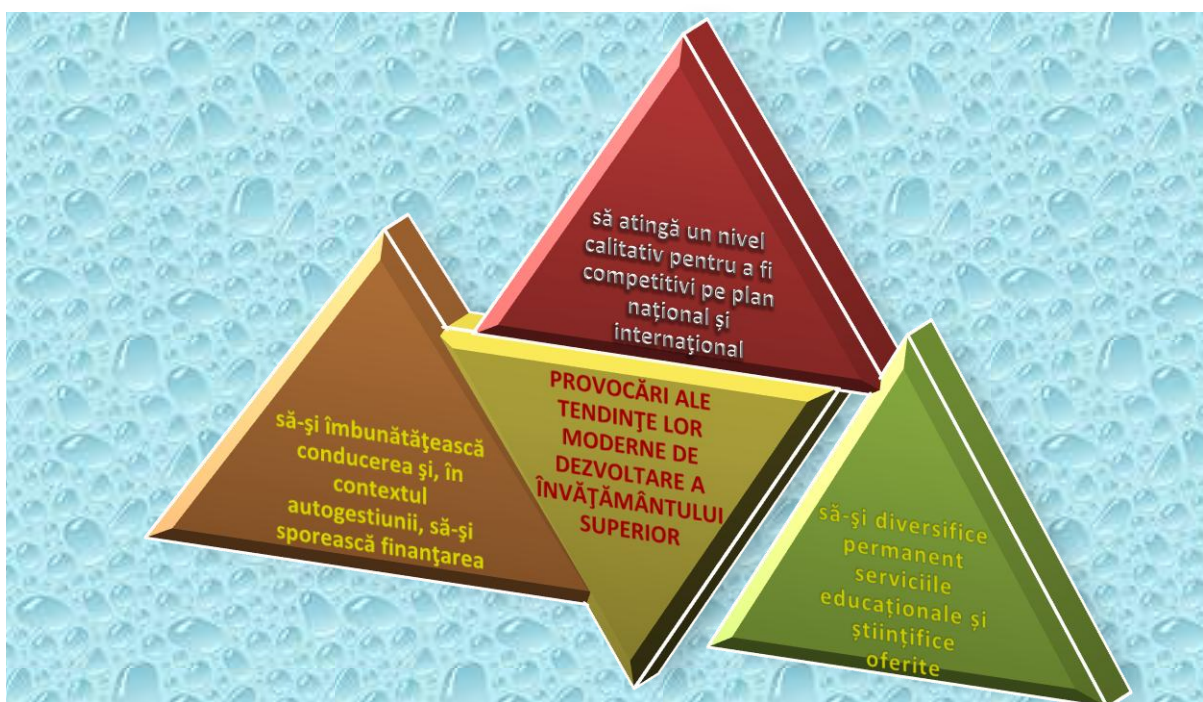 să atingă un nivel
calitativ pentru a fi
competitivi pe plan
național și
internaţional
PROVOCĂRI ALE
TENDINŢE LOR
MODERNE DE
DEZVOLTARE A
ÎNVĂŢĂMÂNTULUI
SUPERIOR
să-şi îmbunătăţească
conducerea şi, în
contextul
autogestiunii, să-şi
sporească finanţarea
să-şi diversifice
permanent
serviciile
educaționale și
științifice
oferite